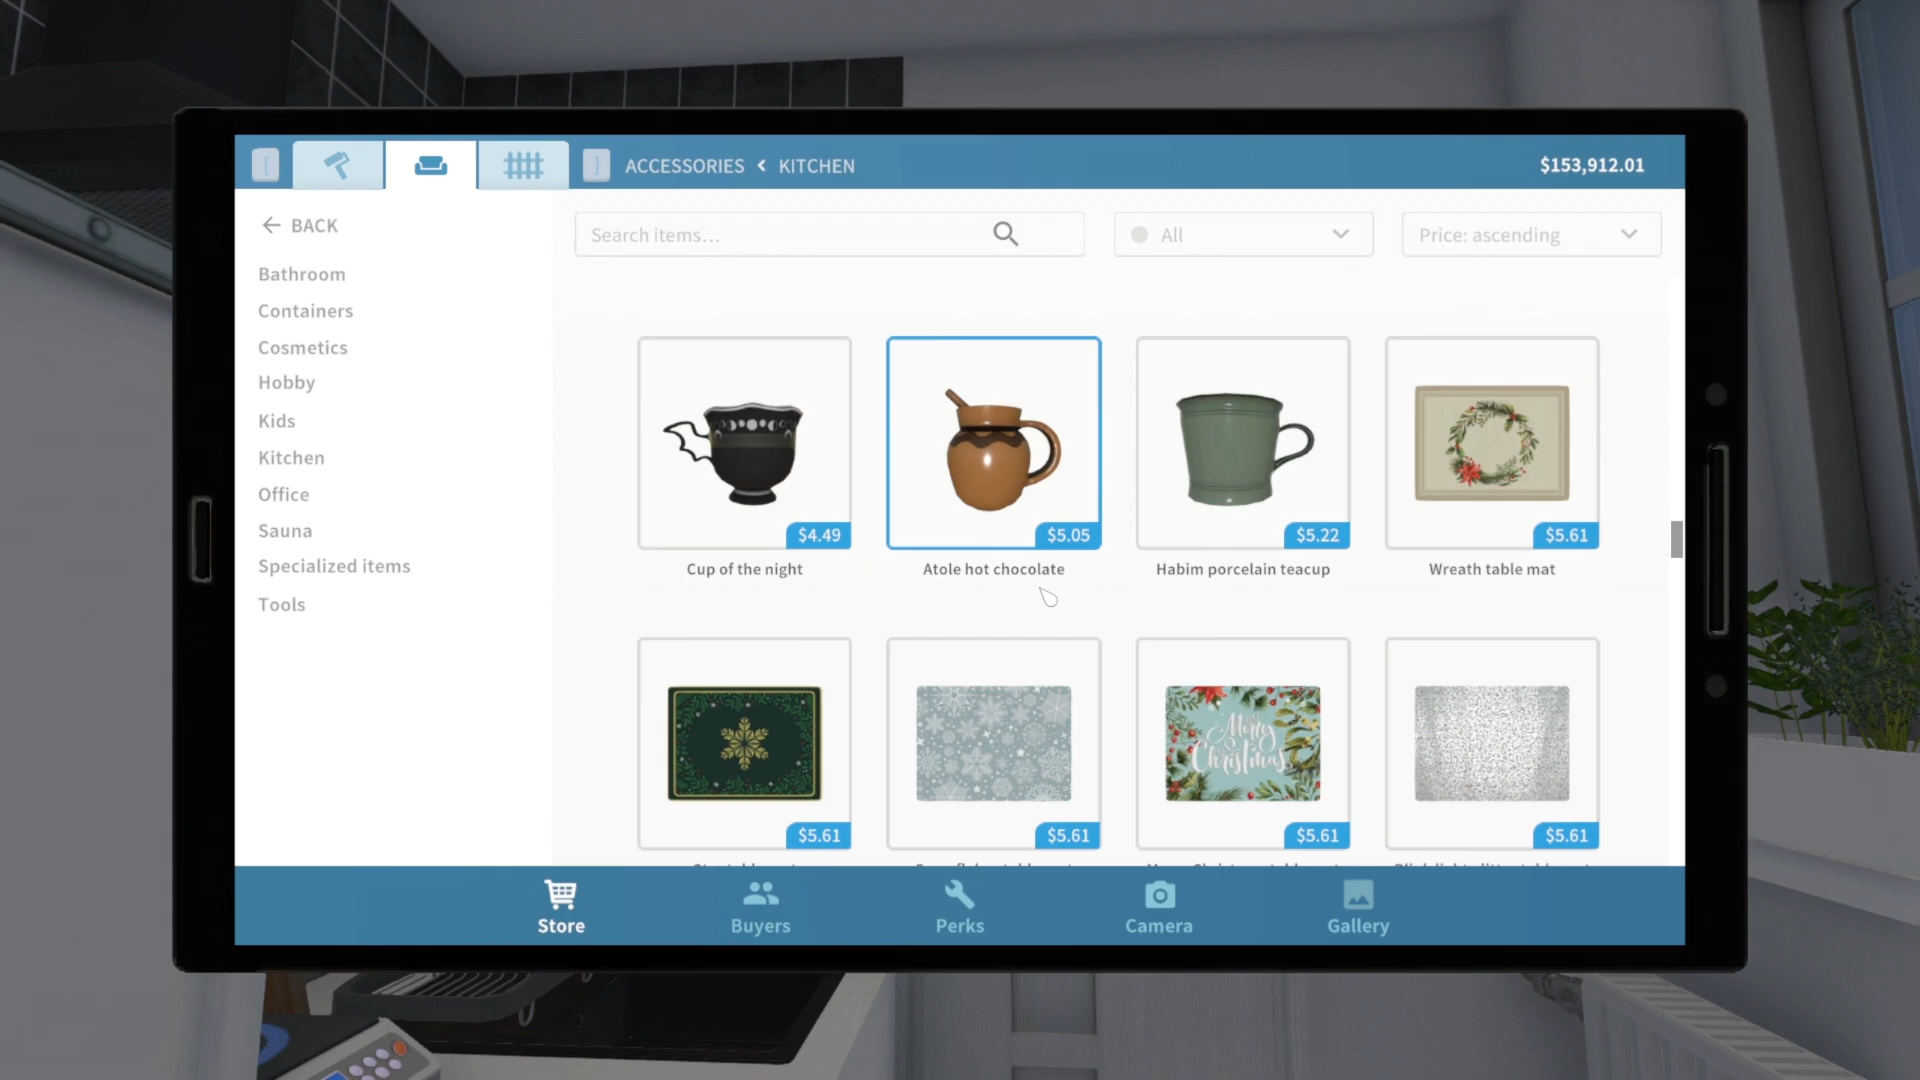 [
]
ACCESSORIES < KITCHEN
$153,912.01
BACK
Search items...
All
Price: ascending
Bathroom
Containers
Cosmetics
Hobby
Kids
Kitchen
Office
Sauna
Specialized items
Tools
$4.49
$5.05
$5.22
$5.61
Cup of the night
Atole hot chocolate
Habim porcelain teacup
Wreath table mat
Merry
Christmas
$5.61
$5.61
$5.61
$5.61
Store
Buyers
Perks
Camera
Gallery